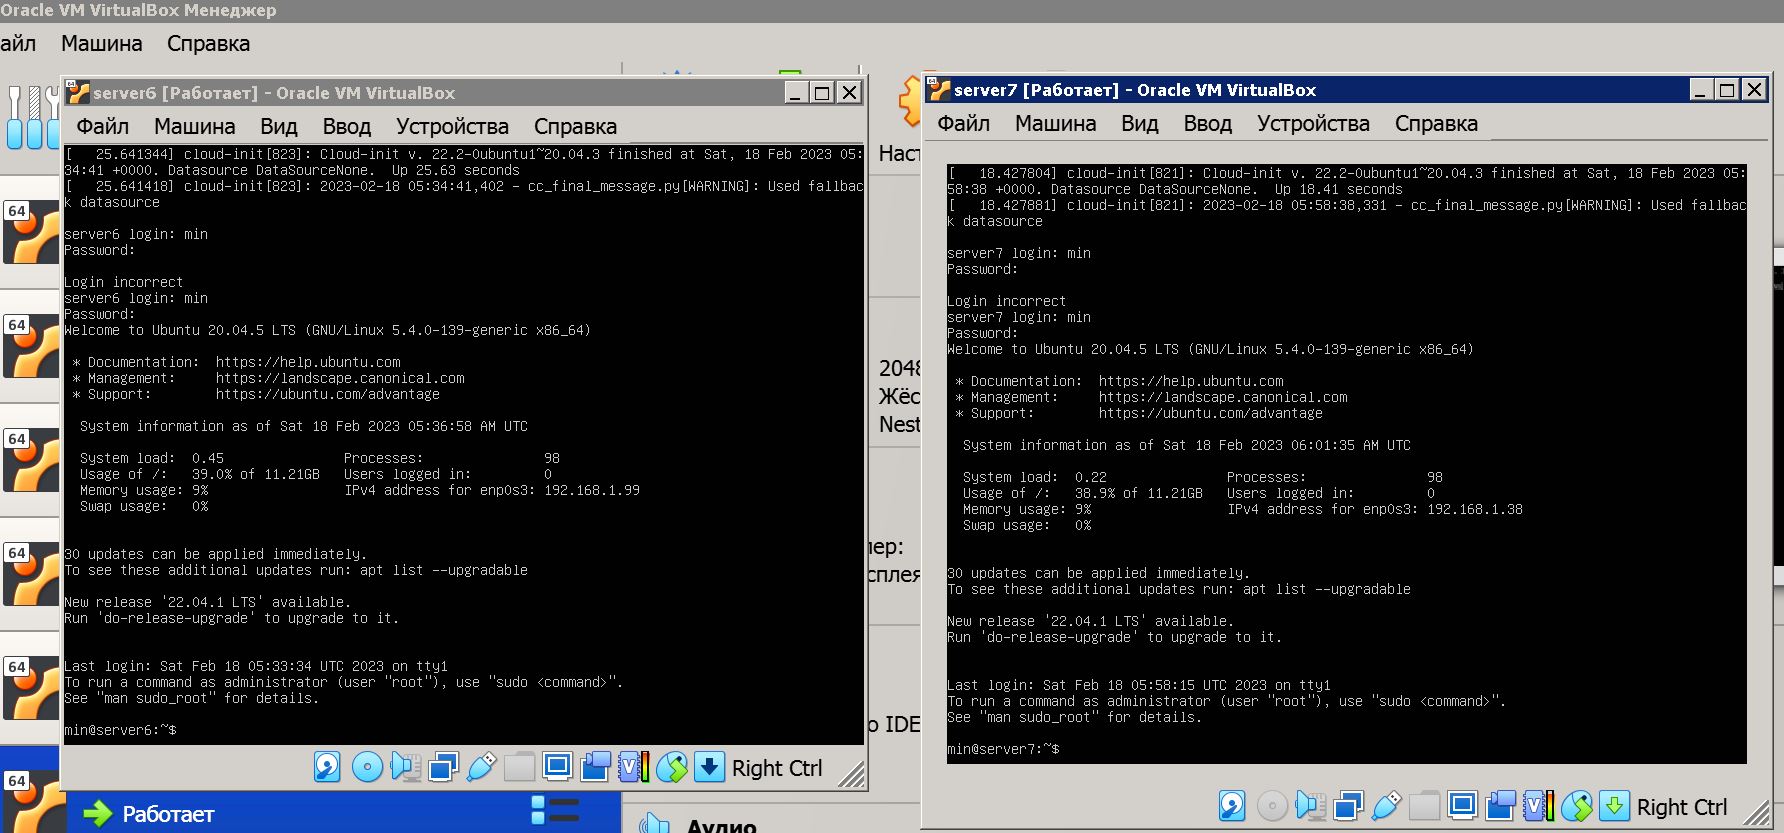 Oracle VM VirtualBox Менеджер
айл Машина Справка
server6 [Работает] - Oracle VM VirtualBox
Файл Машина Вид Ввод Устройства Справка
[   25.641344] cloud-init[823]: Cloud-init v. 22.2-0ubuntu1~20.04.3 finished at Sat, 18 Feb 2023 05:
34:41 +0000. Datasource DataSourceNone.  Up 25.63 seconds
[   25.641418] cloud-init[823]: 2023-02-18 05:34:41,402 - cc_final_message.py[WARNING]: Used fallbac
k datasource
server6 login: min
Password:
Login incorrect
server6 login: min
Password:
Welcome to Ubuntu 20.04.5 LTS (GNU/Linux 5.4.0-139-generic x86_64)
* Documentation:  https://help.ubuntu.com
* Management:     https://landscape.canonical.com
* Support:        https://ubuntu.com/advantage
System information as of Sat 18 Feb 2023 05:36:58 AM UTC
System load:  0.45               Processes:               98
Usage of /:   39.0% of 11.21GB   Users logged in:         0
Memory usage: 9%                 IPv4 address for enp0s3: 192.168.1.99
Swap usage:   0%
30 updates can be applied immediately.
To see these additional updates run: apt list --upgradable
New release '22.04.1 LTS' available.
Run 'do-release-upgrade' to upgrade to it.
Last login: Sat Feb 18 05:33:34 UTC 2023 on tty1
To run a command as administrator (user "root"), use "sudo <command>".
See "man sudo_root" for details.
min@server6:~$
Right Ctrl
server7 [Работает] - Oracle VM VirtualBox
Файл Машина Вид Ввод Устройства Справка
[   18.427804] cloud-init[821]: Cloud-init v. 22.2-0ubuntu1~20.04.3 finished at Sat, 18 Feb 2023 05:
58:38 +0000. Datasource DataSourceNone.  Up 18.41 seconds
[   18.427881] cloud-init[821]: 2023-02-18 05:58:38,331 - cc_final_message.py[WARNING]: Used fallbac
k datasource
server7 login: min
Password:
Login incorrect
server7 login: min
Password:
Welcome to Ubuntu 20.04.5 LTS (GNU/Linux 5.4.0-139-generic x86_64)
* Documentation:  https://help.ubuntu.com
* Management:     https://landscape.canonical.com
* Support:        https://ubuntu.com/advantage
System information as of Sat 18 Feb 2023 06:01:35 AM UTC
System load:  0.22               Processes:               98
Usage of /:   38.9% of 11.21GB   Users logged in:         0
Memory usage: 9%                 IPv4 address for enp0s3: 192.168.1.38
Swap usage:   0%
30 updates can be applied immediately.
To see these additional updates run: apt list --upgradable
New release '22.04.1 LTS' available.
Run 'do-release-upgrade' to upgrade to it.
Last login: Sat Feb 18 05:58:15 UTC 2023 on tty1
To run a command as administrator (user "root"), use "sudo <command>".
See "man sudo_root" for details.
min@server7:~$
Right Ctrl
64
64
64
64
64
64
Наст
2048
Жёс
Nest
лер:
сплея
о IDE
Работает
Аудио